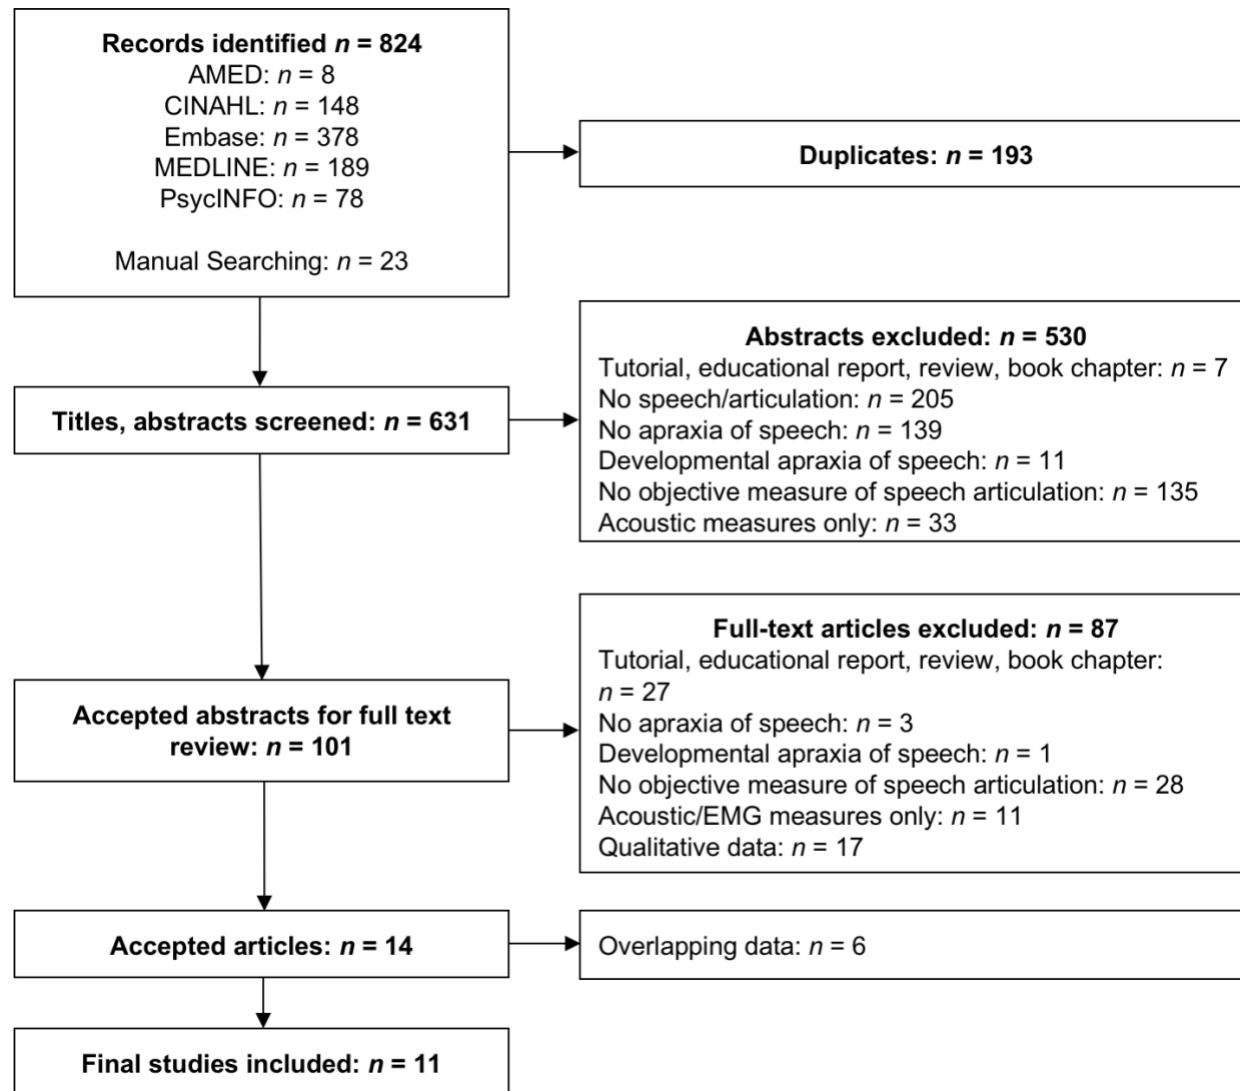 Records identified n = 824
AMED: n = 8
CINAHL: n = 148
Embase: n = 378
MEDLINE: n = 189
PsycINFO: n = 78
Manual Searching: n = 23
Duplicates: n = 193
Titles, abstracts screened: n = 631
Abstracts excluded: n = 530
Tutorial, educational report, review, book chapter: n = 7
No speech/articulation: n = 205
No apraxia of speech: n = 139
Developmental apraxia of speech: n = 11
No objective measure of speech articulation: n = 135
Acoustic measures only: n = 33
Accepted abstracts for full text
review: n = 101
Full-text articles excluded: n = 87
Tutorial, educational report, review, book chapter:
n = 27
No apraxia of speech: n = 3
Developmental apraxia of speech: n = 1
No objective measure of speech articulation: n = 28
Acoustic/EMG measures only: n = 11
Qualitative data: n = 17
Accepted articles: n = 14
Overlapping data: n = 6
Final studies included: n = 11